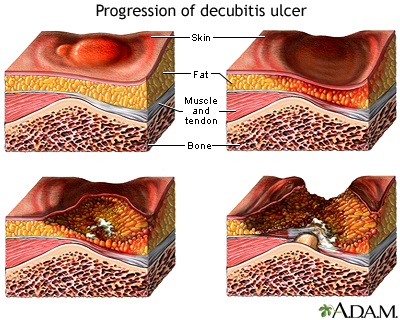 Progression of decubitis ulcer
Skin
Fat
Muscle
and
tendon
Bone
A.D.A.M.